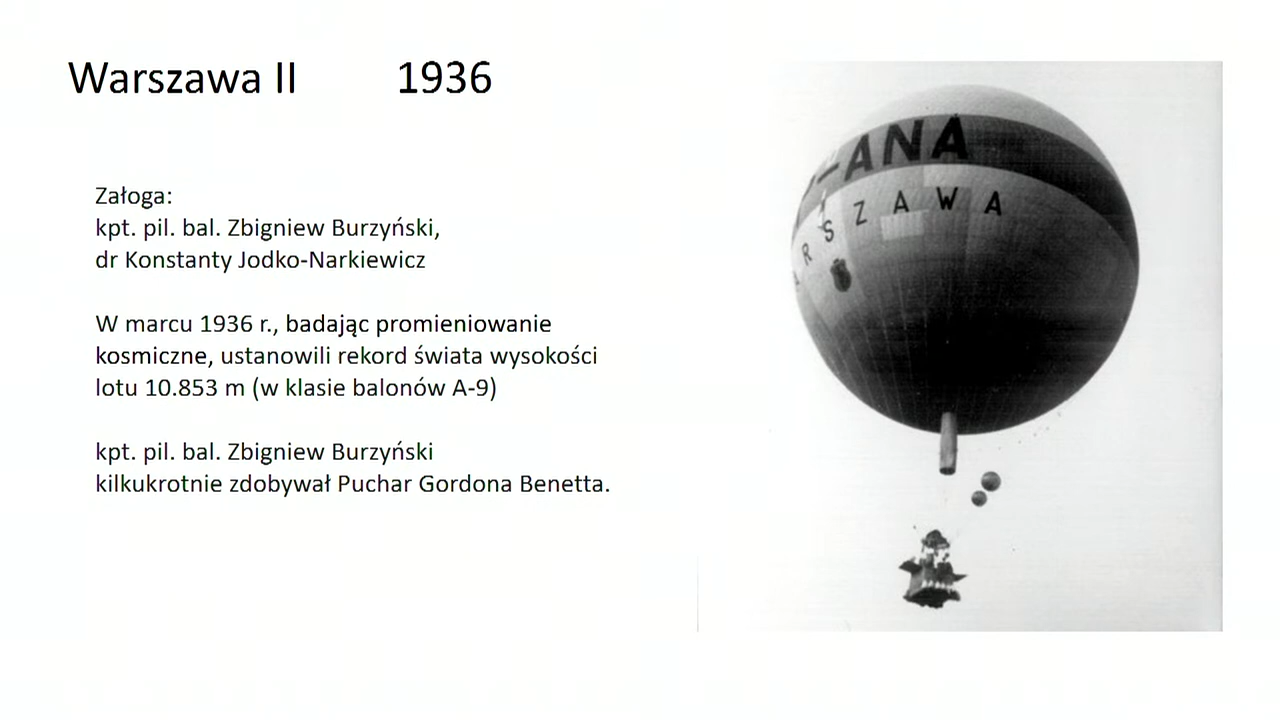 Warszawa II 1936
Załoga:
kpt. pil. bal. Zbigniew Burzyński,
dr Konstanty Jodko-Narkiewicz
W marcu 1936 r., badając promieniowanie
kosmiczne, ustanowili rekord świata wysokości
lotu 10.853 m (w klasie balonów A-9)
kpt. pil. bal. Zbigniew Burzyński
kilkukrotnie zdobywał Puchar Gordona Benetta.
P-ANA
ARSZAWA